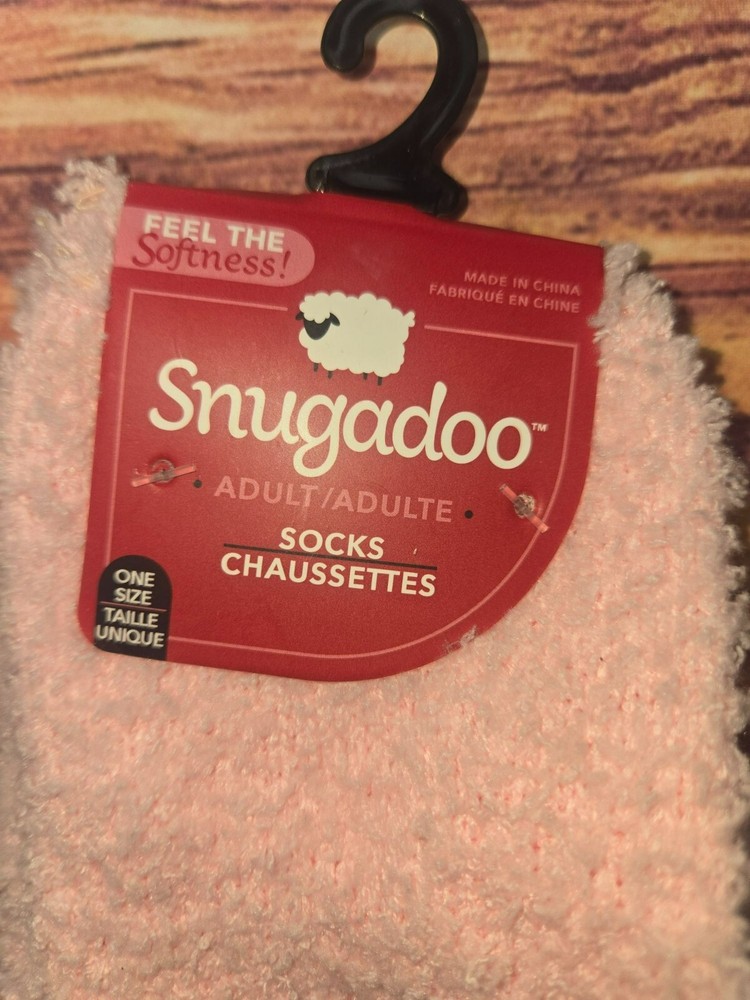 FEEL THE
Softness!
MADE IN CHINA
FABRIQUÉ EN CHINE
Snugadoo™
• ADULT/ADULTE •
SOCKS
CHAUSSETTES
ONE
SIZE
TAILLE
UNIQUE